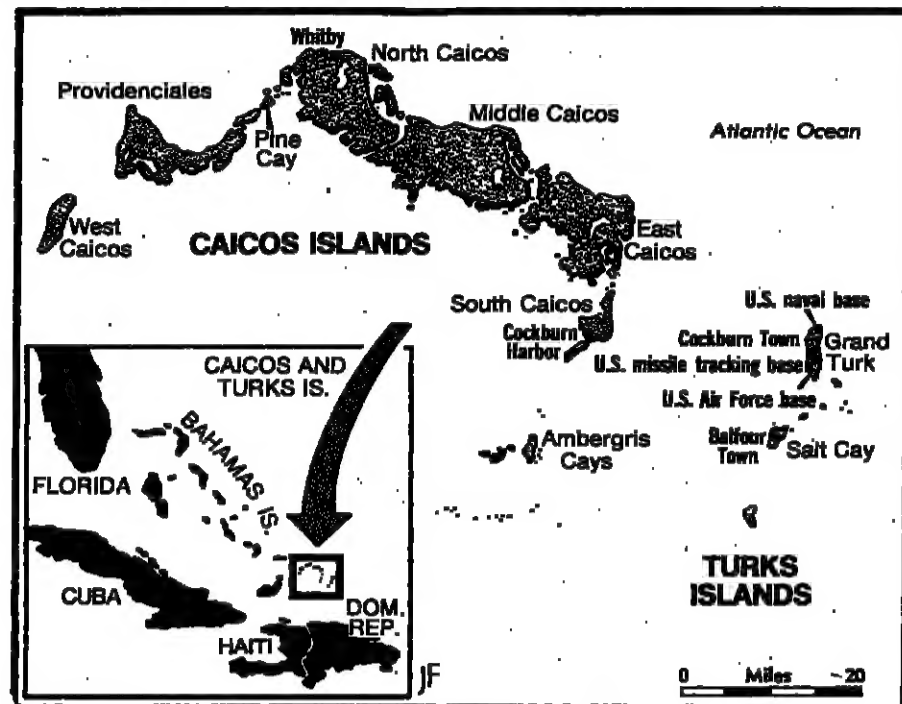 Whitby
North Caicos
Providenciales
Pine
Cay
Middle Caicos
Atlantic Ocean
West
Caicos
CAICOS ISLANDS
East
Caicos
South Caicos
Cockburn
Harbor
U.S. naval base
Cockburn Town
Grand
Turk
U.S. missile tracking base
U.S. Air Force base
Ambergris
Cays
Balfour
Town
Salt Cay
TURKS
ISLANDS
0 Miles 20
CAICOS AND
TURKS IS.
BAHAMAS IS.
FLORIDA
CUBA
HAITI
DOM.
REP.
JF